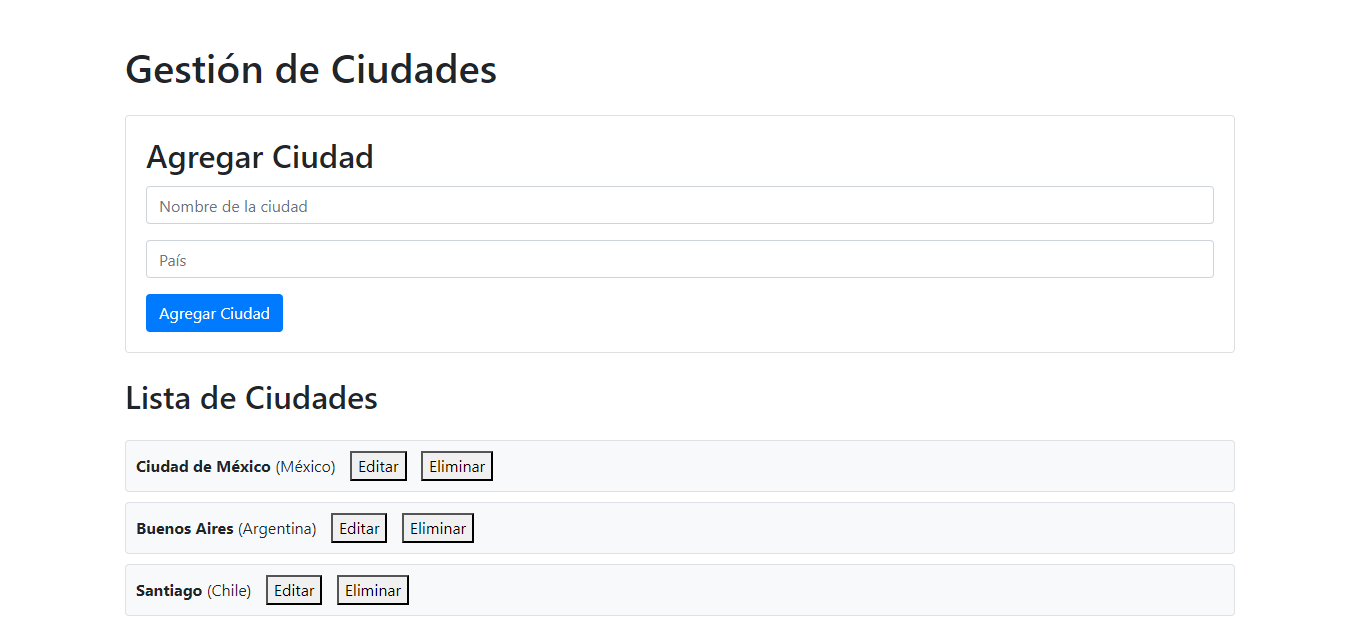 Gestión de Ciudades
Agregar Ciudad
Nombre de la ciudad
País
Agregar Ciudad
Lista de Ciudades
Ciudad de México (México) Editar Eliminar
Buenos Aires (Argentina) Editar Eliminar
Santiago (Chile) Editar Eliminar